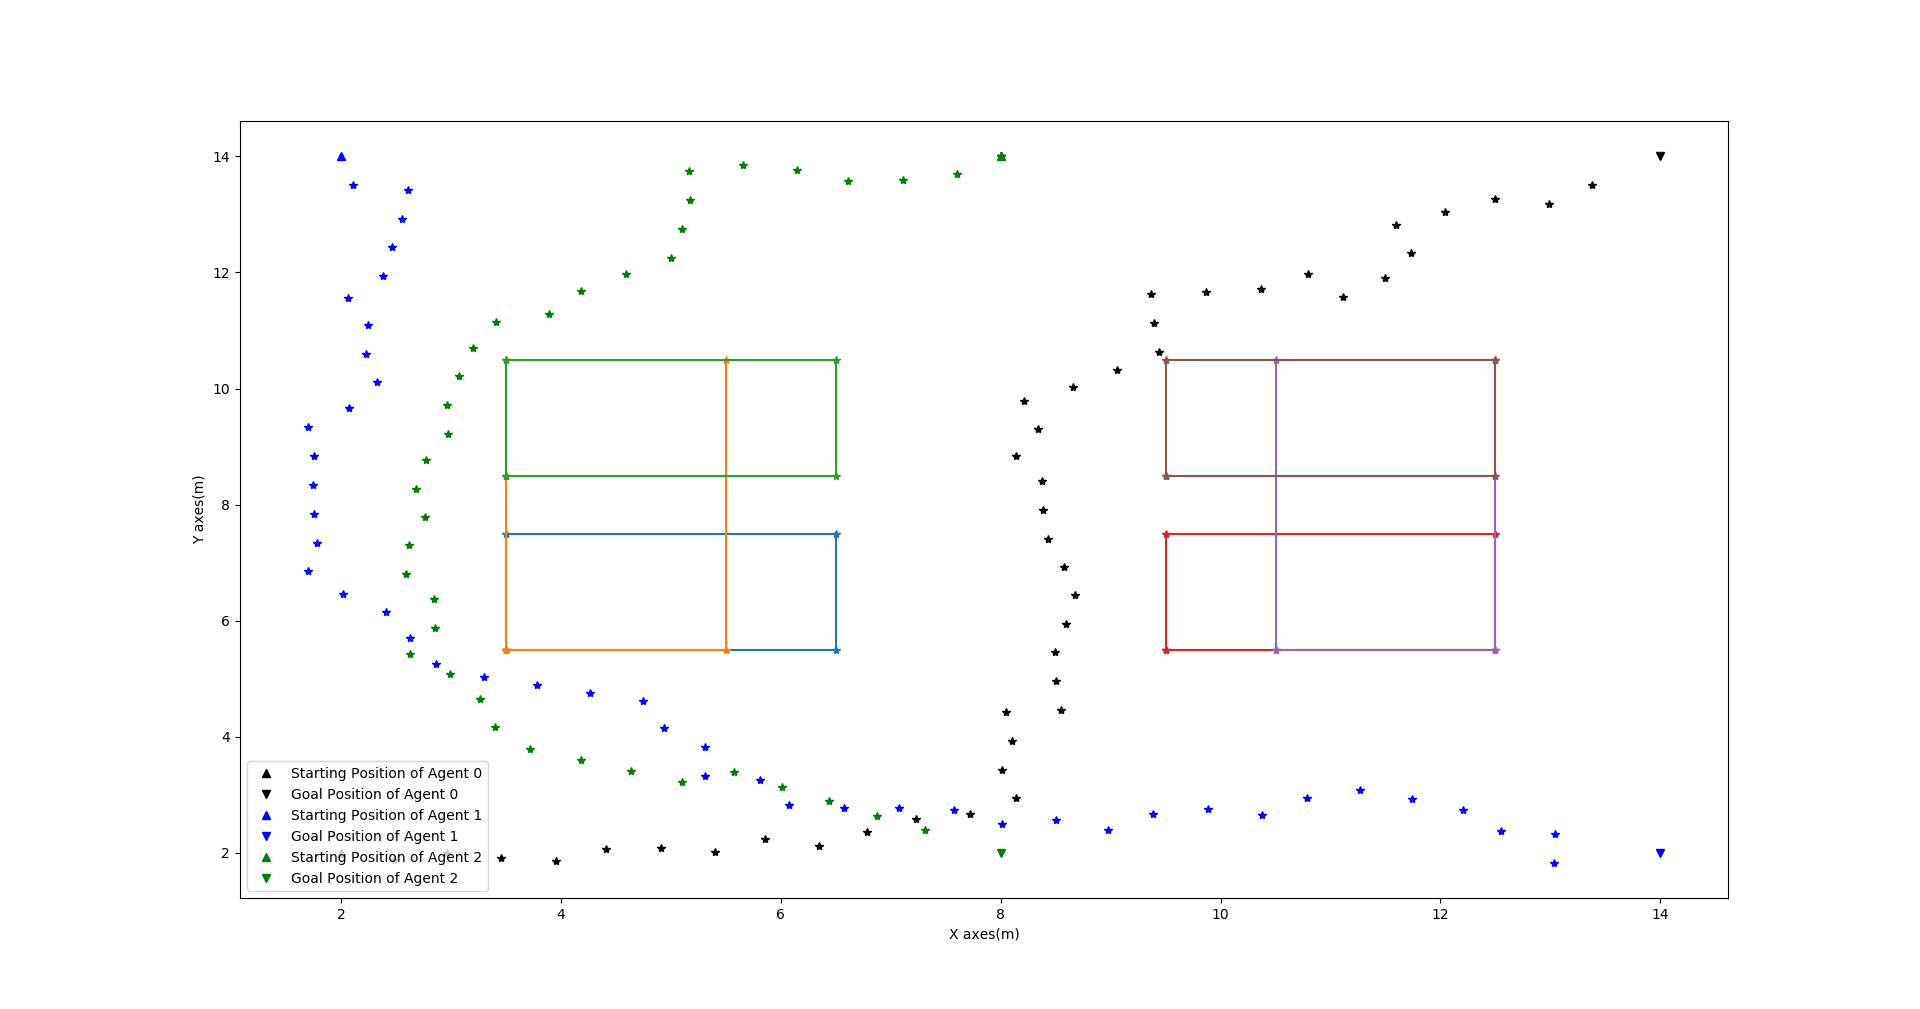 14
12
10
8
6
4
2
Y axes(m)
Starting Position of Agent 0
Goal Position of Agent 0
Starting Position of Agent 1
Goal Position of Agent 1
Starting Position of Agent 2
Goal Position of Agent 2
2 4 6 8 10 12 14
X axes(m)